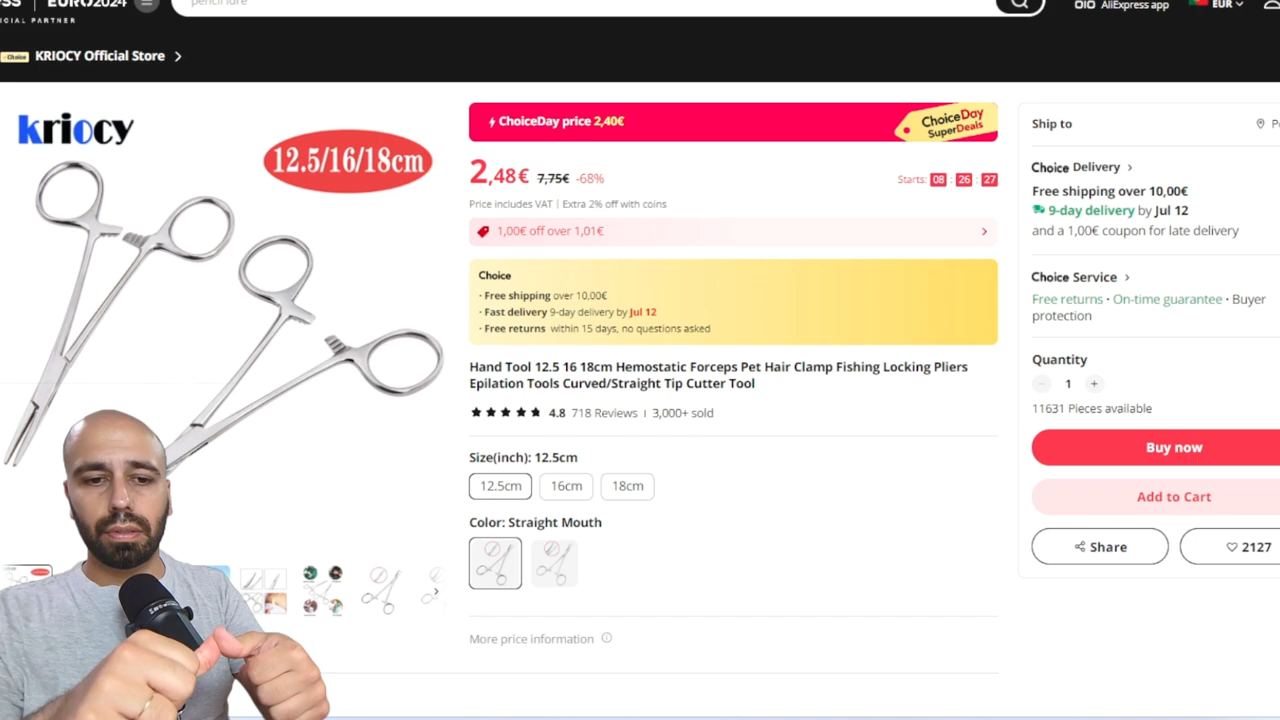 EURO2024
ICIAL PARTNER
AliExpress app
EUR
Choice
KRIOCY Official Store
kriocy
12.5/16/18cm
ChoiceDay price 2,40€
ChoiceDay
SuperDeals
2,48€ 7,75€ -68%
Starts: 08 : 26 : 27
Price includes VAT | Extra 2% off with coins
1,00€ off over 1,01€
Choice
· Free shipping over 10,00€
· Fast delivery 9-day delivery by Jul 12
· Free returns within 15 days, no questions asked
Hand Tool 12.5 16 18cm Hemostatic Forceps Pet Hair Clamp Fishing Locking Pliers
Epilation Tools Curved/Straight Tip Cutter Tool
4.8 718 Reviews | 3,000+ sold
Size(inch): 12.5cm
12.5cm 16cm 18cm
Color: Straight Mouth
More price information
Ship to
Choice Delivery
Free shipping over 10,00€
9-day delivery by Jul 12
and a 1,00€ coupon for late delivery
Choice Service
Free returns · On-time guarantee · Buyer
protection
Quantity
- 1 +
11631 Pieces available
Buy now
Add to Cart
Share
2127